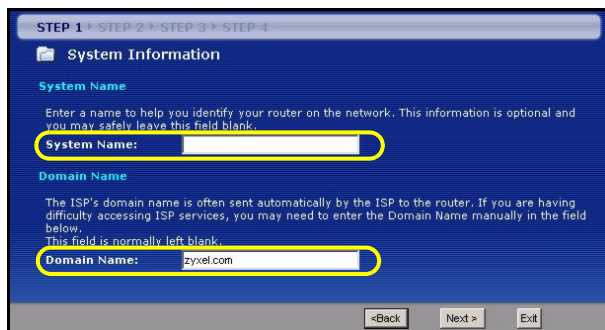 STEP 1 › STEP 2 › STEP 3 › STEP 4
System Information
System Name
Enter a name to help you identify your router on the network. This information is optional and
you may safely leave this field blank.
System Name:
Domain Name
The ISP's domain name is often sent automatically by the ISP to the router. If you are having
difficulty accessing ISP services, you may need to enter the Domain Name manually in the field
below.
This field is normally left blank.
Domain Name: zyxel.com
<Back Next > Exit